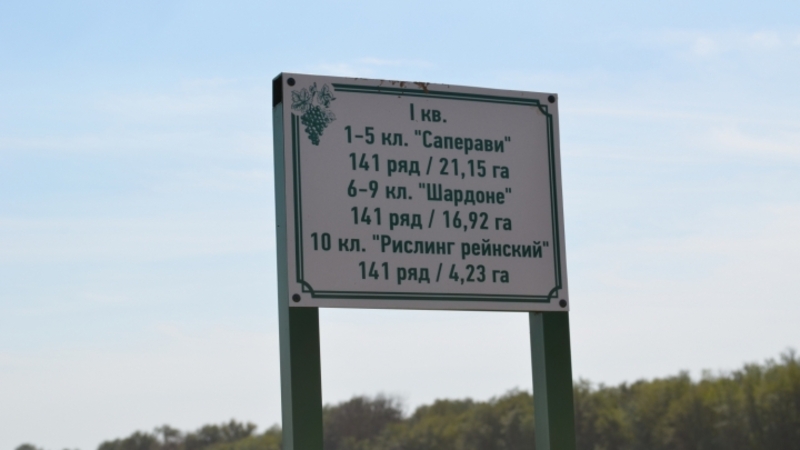 I кв.
1-5 кл. "Саперави"
141 ряд / 21,15 га
6-9 кл. "Шардоне"
141 ряд / 16,92 га
10 кл. "Рислинг рейнский"
141 ряд / 4,23 га